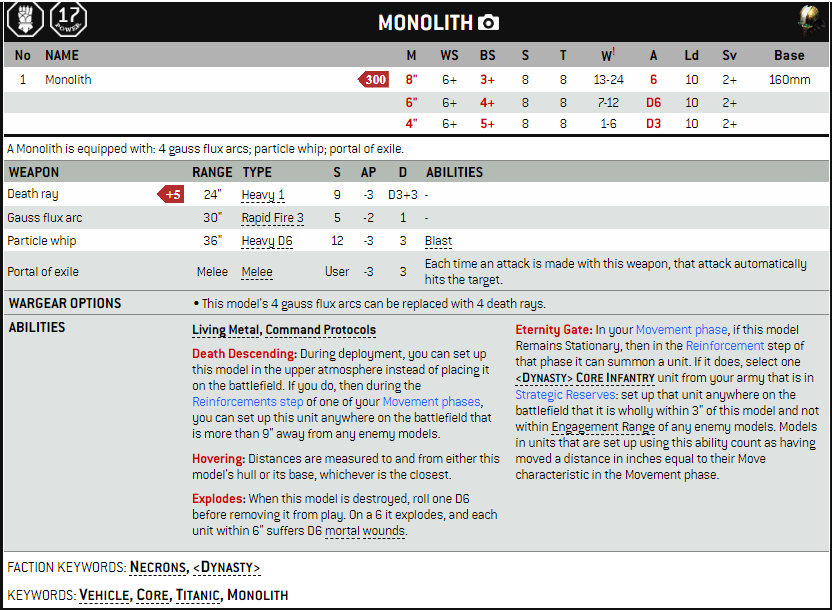 17
POWER
MONOLITH
No NAME M WS BS S T W! A Ld Sv Base
1 Monolith 300 8" 6+ 3+ 8 8 13-24 6 10 2+ 160mm
6" 6+ 4+ 8 8 7-12 D6 10 2+
4" 6+ 5+ 8 8 1-6 D3 10 2+
A Monolith is equipped with: 4 gauss flux arcs; particle whip; portal of exile.
WEAPON RANGE TYPE S AP D ABILITIES
Death ray +5 24" Heavy 1 9 -3 D3+3 -
Gauss flux arc 30" Rapid Fire 3 5 -2 1 -
Particle whip 36" Heavy D6 12 -3 3 Blast
Portal of exile Melee Melee User -3 3 Each time an attack is made with this weapon, that attack automatically
hits the target.
WARGEAR OPTIONS • This model's 4 gauss flux arcs can be replaced with 4 death rays.
ABILITIES
Living Metal, Command Protocols
Death Descending: During deployment, you can set up
this model in the upper atmosphere instead of placing it
on the battlefield. If you do, then during the
Reinforcements step of one of your Movement phases,
you can set up this unit anywhere on the battlefield that
is more than 9" away from any enemy models.
Hovering: Distances are measured to and from either this
model's hull or its base, whichever is the closest.
Explodes: When this model is destroyed, roll one D6
before removing it from play. On a 6 it explodes, and each
unit within 6" suffers D6 mortal wounds.
Eternity Gate: In your Movement phase, if this model
Remains Stationary, then in the Reinforcement step of
that phase it can summon a unit. If it does, select one
<DYNASTY> CORE INFANTRY unit from your army that is in
Strategic Reserves: set up that unit anywhere on the
battlefield that it is wholly within 3" of this model and not
within Engagement Range of any enemy models. Models
in units that are set up using this ability count as having
moved a distance in inches equal to their Move
characteristic in the Movement phase.
FACTION KEYWORDS: NECRONS, <DYNASTY>
KEYWORDS: VEHICLE, CORE, TITANIC, MONOLITH